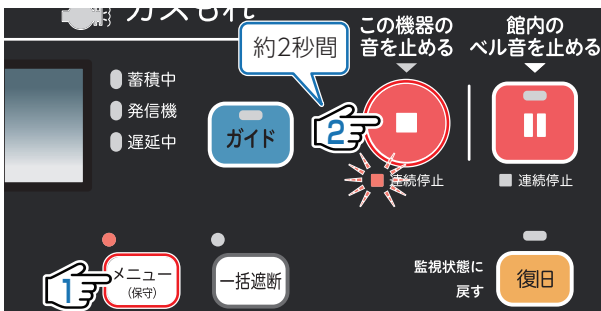 ガスもれ
この機器の
音を止める
館内の
ベル音を止める
約2秒間
蓄積中
発信機
遅延中
ガイド
2
連続停止
連続停止
1
メニュー
(保守)
一括遮断
監視状態に
戻す
復旧